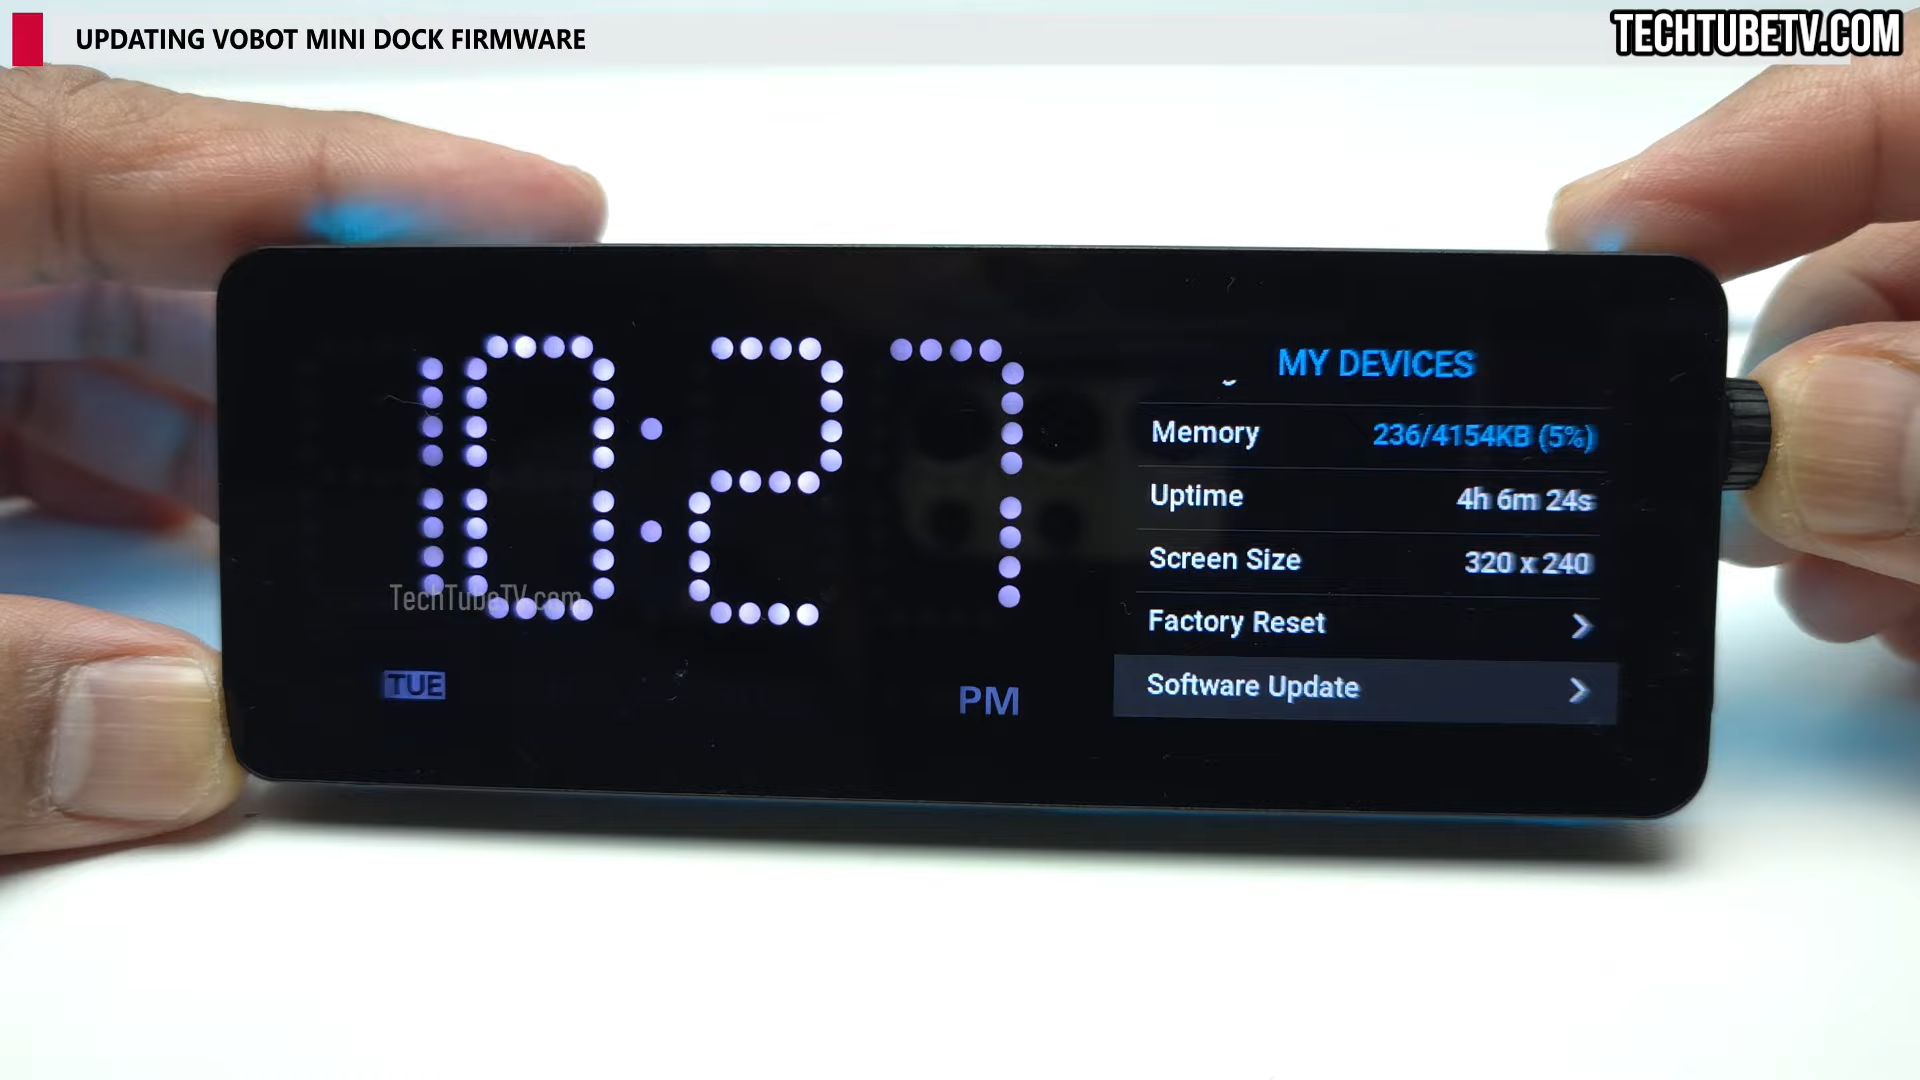 UPDATING VOBOT MINI DOCK FIRMWARE
TECHTUBETV.COM
10:27
TUE
PM
TechTubeTV.com
MY DEVICES
Memory 236/4154KB (5%)
Uptime 4h 6m 24s
Screen Size 320 x 240
Factory Reset >
Software Update >